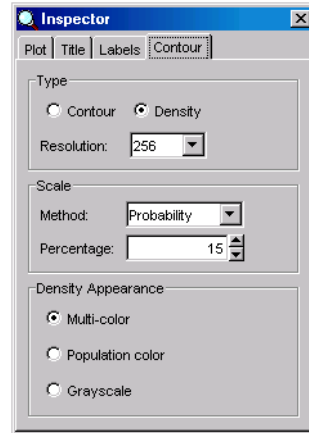 Inspector
Plot Title Labels Contour
Type
Contour Density
Resolution: 256
Scale
Method: Probability
Percentage: 15
Density Appearance
Multi-color
Population color
Grayscale